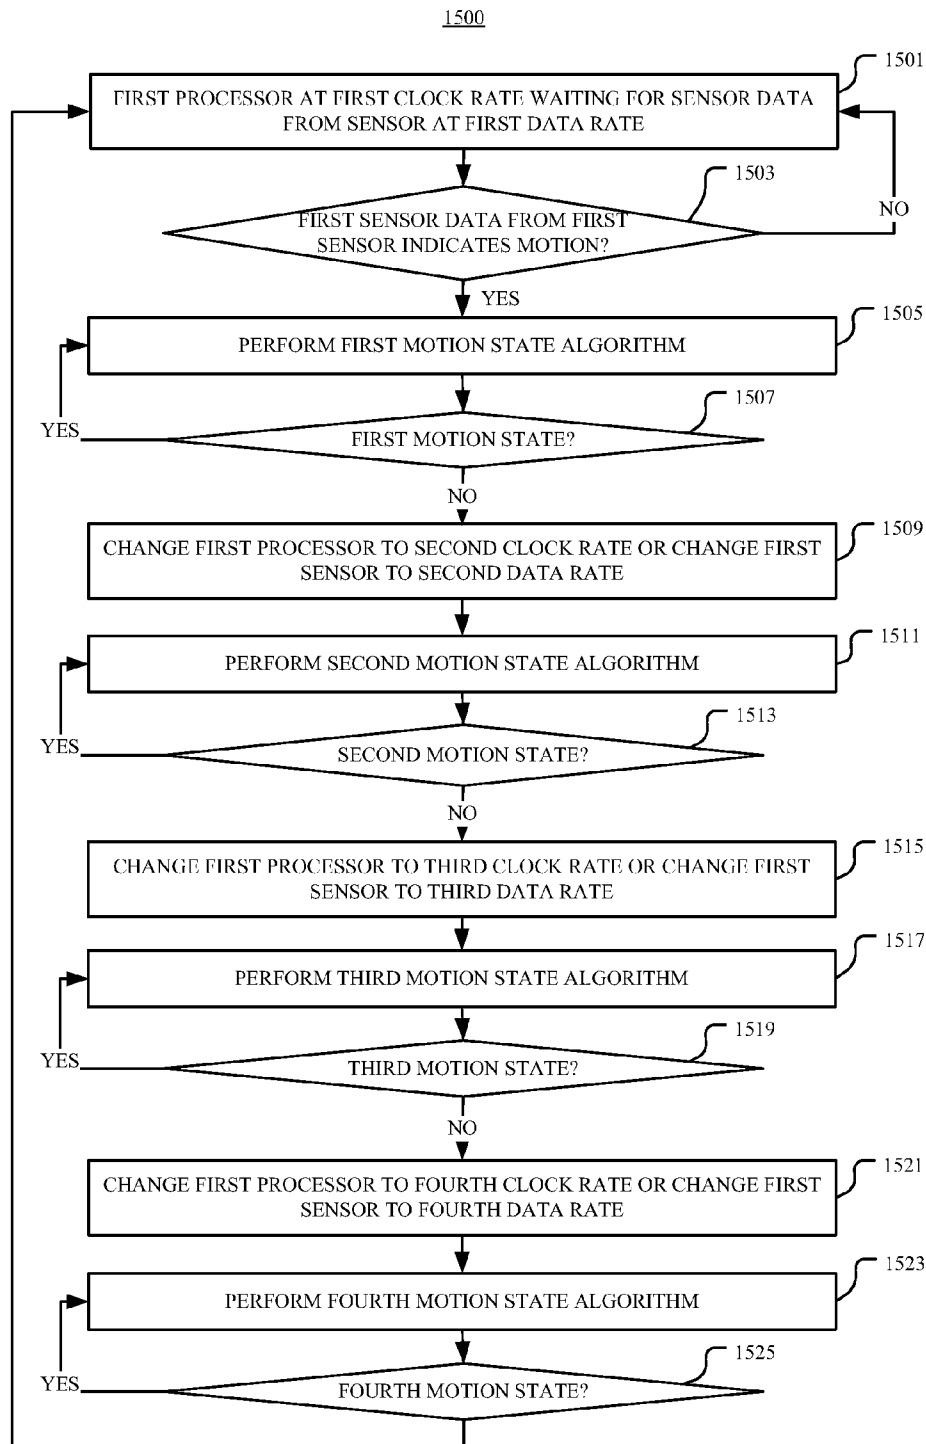 1500
1501
FIRST PROCESSOR AT FIRST CLOCK RATE WAITING FOR SENSOR DATA
FROM SENSOR AT FIRST DATA RATE
1503
FIRST SENSOR DATA FROM FIRST
SENSOR INDICATES MOTION?
NO
YES
1505
PERFORM FIRST MOTION STATE ALGORITHM
1507
FIRST MOTION STATE?
YES
NO
1509
CHANGE FIRST PROCESSOR TO SECOND CLOCK RATE OR CHANGE FIRST
SENSOR TO SECOND DATA RATE
1511
PERFORM SECOND MOTION STATE ALGORITHM
1513
SECOND MOTION STATE?
YES
NO
1515
CHANGE FIRST PROCESSOR TO THIRD CLOCK RATE OR CHANGE FIRST
SENSOR TO THIRD DATA RATE
1517
PERFORM THIRD MOTION STATE ALGORITHM
1519
THIRD MOTION STATE?
YES
NO
1521
CHANGE FIRST PROCESSOR TO FOURTH CLOCK RATE OR CHANGE FIRST
SENSOR TO FOURTH DATA RATE
1523
PERFORM FOURTH MOTION STATE ALGORITHM
1525
FOURTH MOTION STATE?
YES